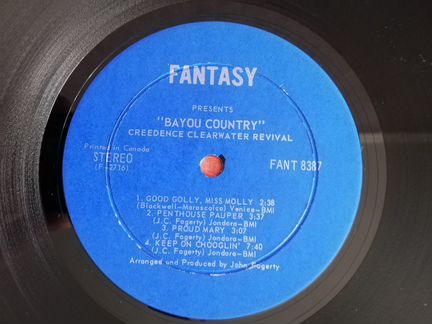 FANTASY
PRESENTS
"BAYOU COUNTRY"
CREEDENCE CLEARWATER REVIVAL
Printed in Canada
STEREO
(F-2716)
FANT 8387
1. GOOD GOLLY, MISS MOLLY 2:38
(Blackwell-Marascalco) Venice-BMI
2. PENTHOUSE PAUPER 3:37
(J.C. Fogerty) Jondora-BMI
3. PROUD MARY 3:07
(J.C. Fogerty) Jondora-BMI
4. KEEP ON CHOOGLIN' 7:40
(J.C. Fogerty) Jondora-BMI
Arranged and Produced by John Fogerty